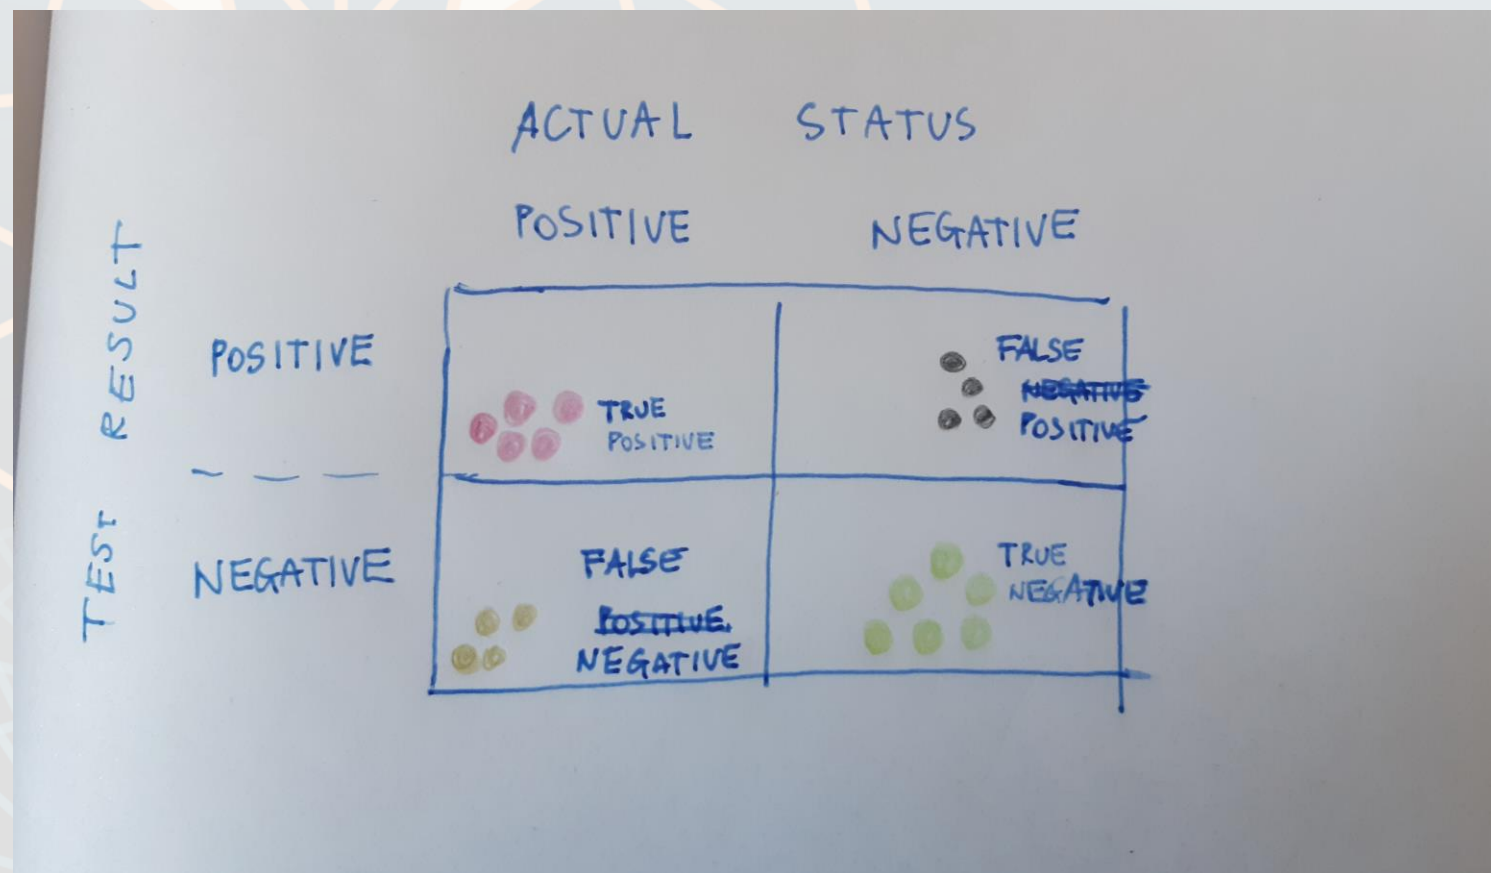 ACTUAL STATUS
POSITIVE NEGATIVE
TEST RESULT
POSITIVE
NEGATIVE
TRUE
POSITIVE
FALSE
NEGATIVE
POSITIVE
FALSE
POSITIVE
NEGATIVE
TRUE
NEGATIVE